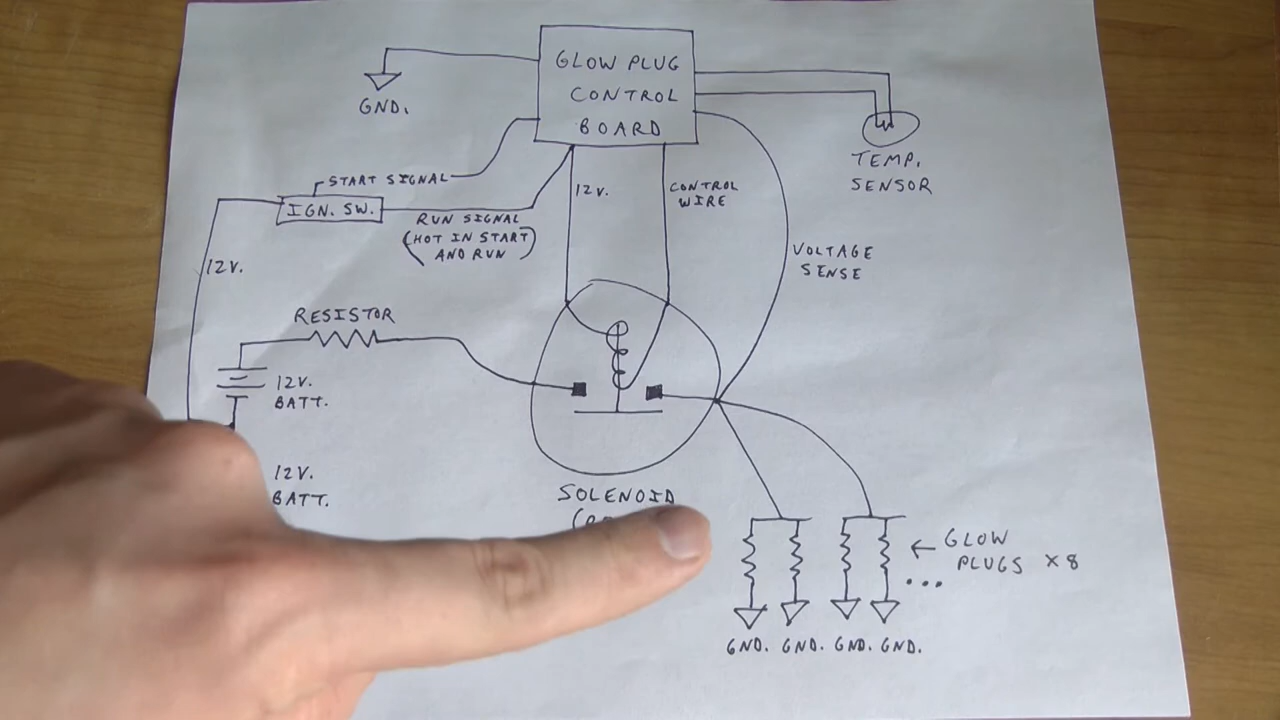 GLOW PLUG
CONTROL
BOARD
GND.
TEMP.
SENSOR
START SIGNAL
IGN. SW.
RUN SIGNAL
(HOT IN START
AND RUN)
12V.
CONTROL
WIRE
VOLTAGE
SENSE
12V.
RESISTOR
12V.
BATT.
12V.
BATT.
SOLENOID
GLOW
PLUGS X8
...
GND. GND. GND. GND.